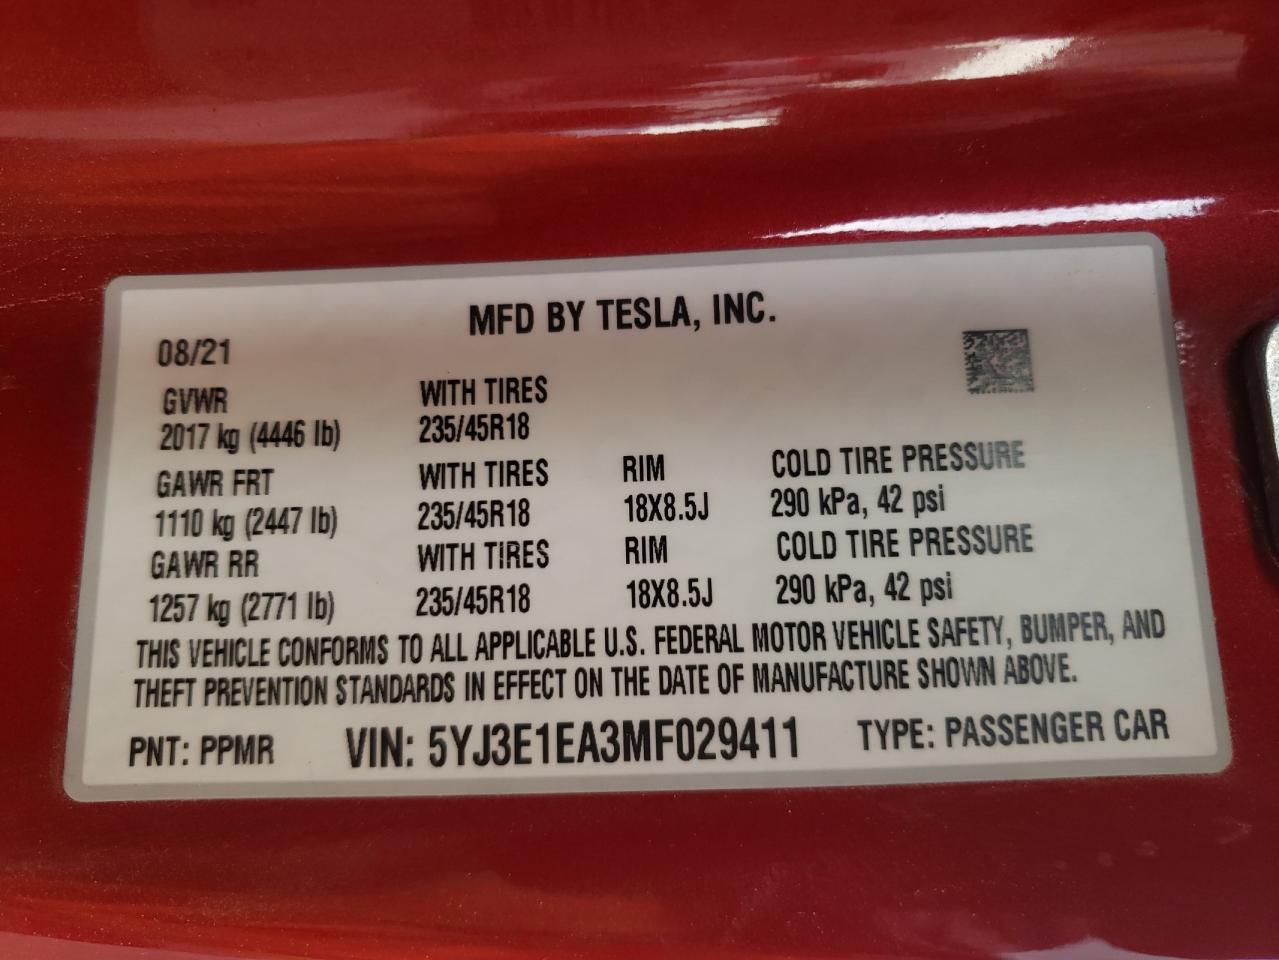 MFD BY TESLA, INC.
08/21
GVWR WITH TIRES
2017 kg (4446 lb) 235/45R18
GAWR FRT WITH TIRES RIM COLD TIRE PRESSURE
1110 kg (2447 lb) 235/45R18 18X8.5J 290 kPa, 42 psi
GAWR RR WITH TIRES RIM COLD TIRE PRESSURE
1257 kg (2771 lb) 235/45R18 18X8.5J 290 kPa, 42 psi
THIS VEHICLE CONFORMS TO ALL APPLICABLE U.S. FEDERAL MOTOR VEHICLE SAFETY, BUMPER, AND
THEFT PREVENTION STANDARDS IN EFFECT ON THE DATE OF MANUFACTURE SHOWN ABOVE.
PNT: PPMR VIN: 5YJ3E1EA3MF029411 TYPE: PASSENGER CAR